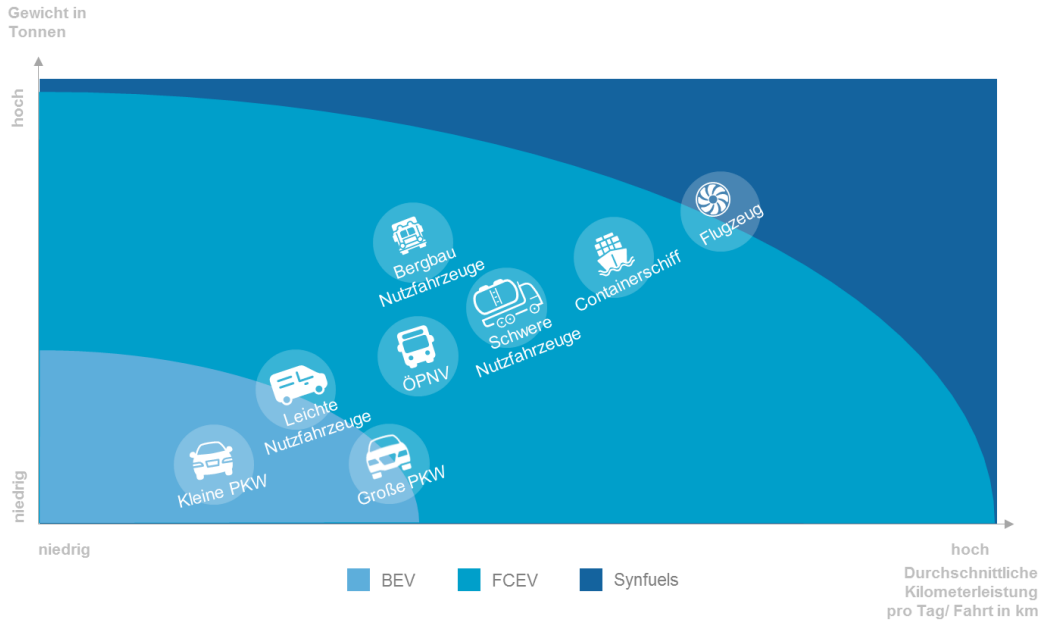 Gewicht in
Tonnen
hoch
Flugzeug
Bergbau
Nutzfahrzeuge
Containerschiff
Schwere
Nutzfahrzeuge
ÖPNV
Leichte
Nutzfahrzeuge
Kleine PKW
Große PKW
niedrig
niedrig
hoch
Durchschnittliche
Kilometerleistung
pro Tag/ Fahrt in km
BEV
FCEV
Synfuels